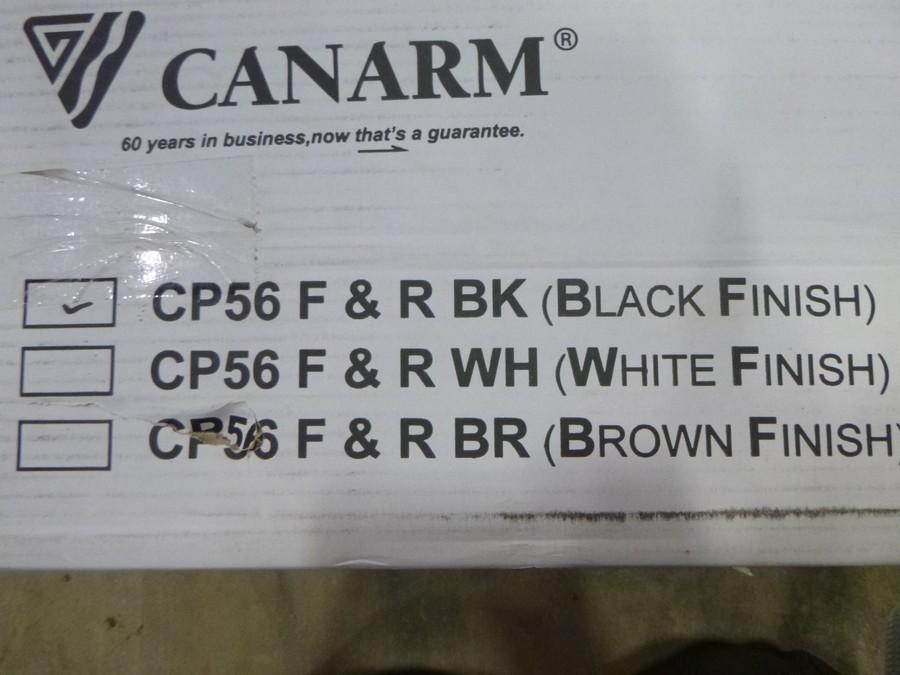 CANARM®
60 years in business,now that's a guarantee.
CP56 F & R BK (BLACK FINISH)
CP56 F & R WH (WHITE FINISH)
CP56 F & R BR (BROWN FINISH)